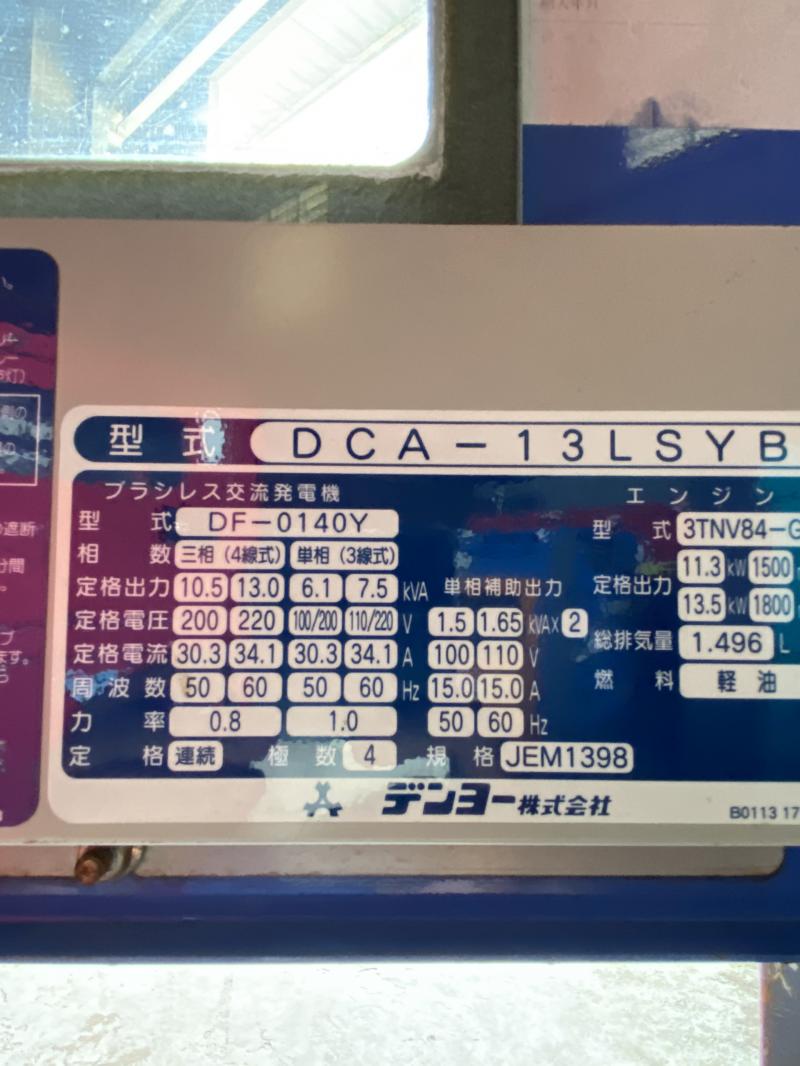 型式 DCA-13LSYB
ブラシレス交流発電機
型式 DF-0140Y
相数 三相(4線式) 単相(3線式)
定格出力 10.5 13.0 6.1 7.5 kVA
定格電圧 200 220 100/200 110/220 V
定格電流 30.3 34.1 30.3 34.1 A
周波数 50 60 50 60 Hz
力率 0.8 1.0
定格 連続 極数 4 規格 JEM1398
単相補助出力
1.5 1.65 kVA×2
100 110 V
15.0 15.0 A
50 60 Hz
エンジン
型式 3TNV84-G
定格出力 11.3 kW 1500
13.5 kW 1800
総排気量 1.496 L
燃料 軽油
デンヨー株式会社
B0113 17
の遮断
分間
ます。